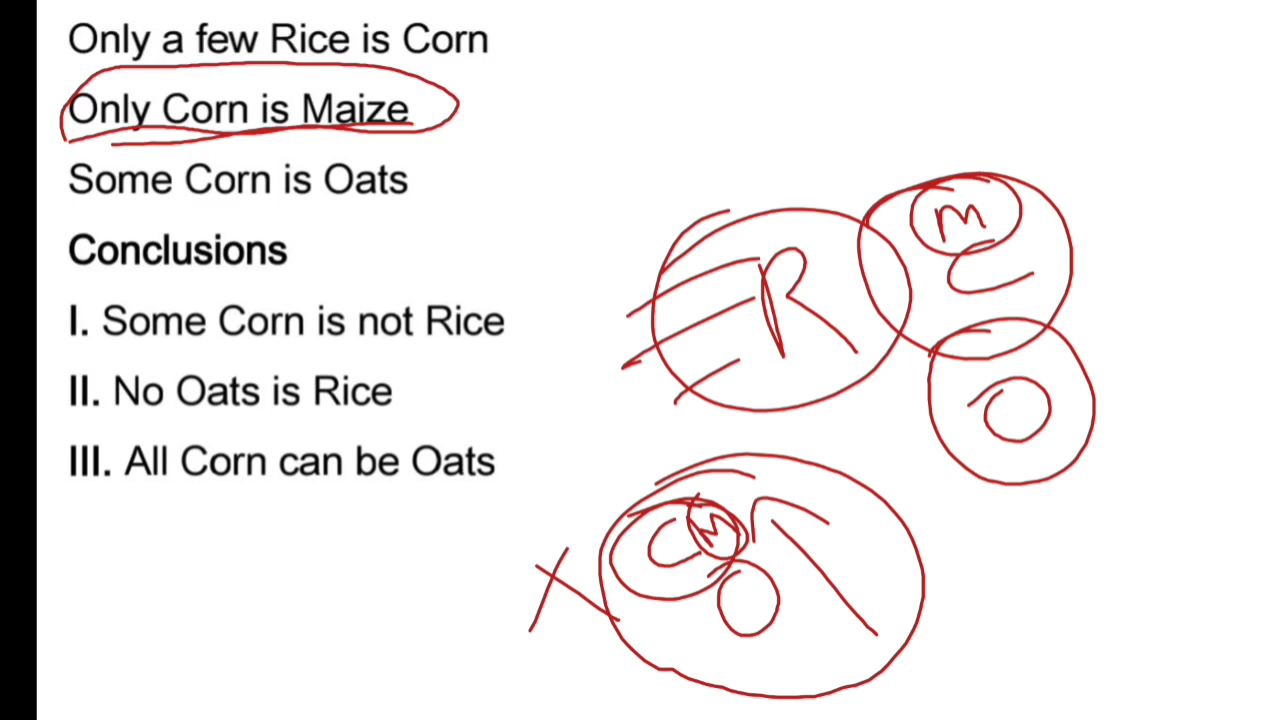 Only a few Rice is Corn
Only Corn is Maize
Some Corn is Oats
Conclusions
I. Some Corn is not Rice
II. No Oats is Rice
III. All Corn can be Oats
R
M
C
O
C
M
R
O